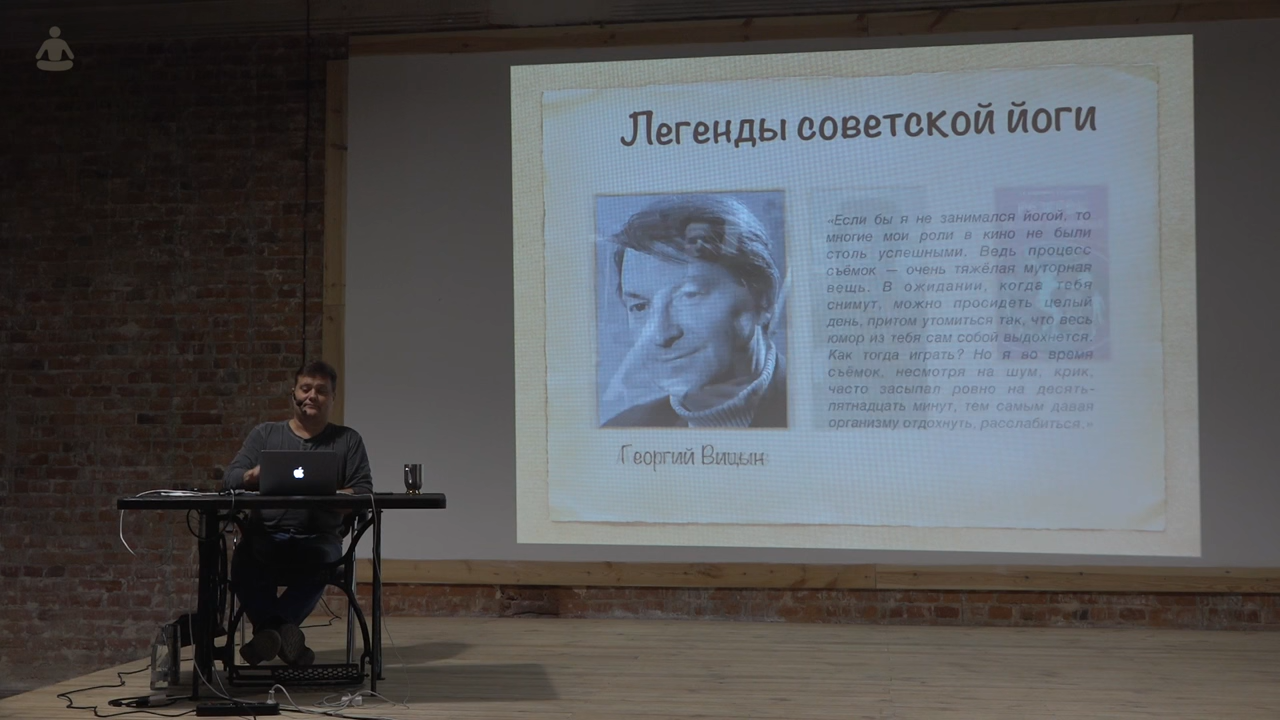 Легенды советской йоги
«Если бы я не занимался йогой, то
многие мои роли в кино не были
столь успешными. Ведь процесс
съёмок — очень тяжёлая муторная
вещь. В ожидании, когда тебя
снимут, можно просидеть целый
день, притом утомиться так, что весь
юмор из тебя сам собой выдохнется.
Как тогда играть? Но я во время
съёмок, несмотря на шум, крик,
часто засыпал ровно на десять-
пятнадцать минут, тем самым давая
организму отдохнуть, расслабиться.»
Георгий Вицын